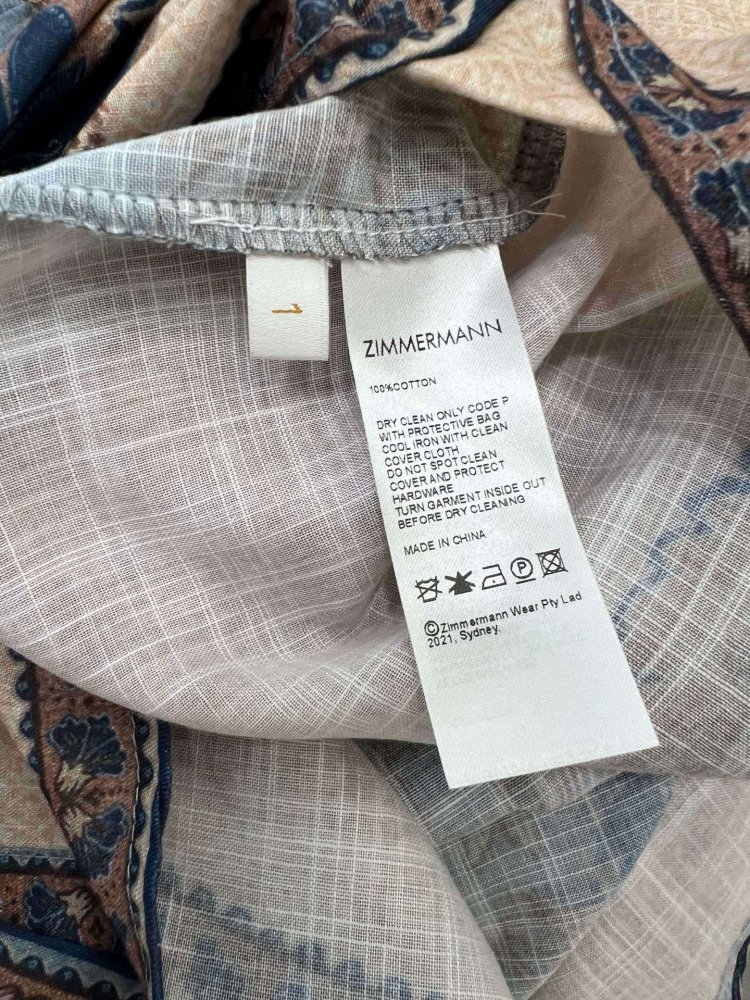 1
ZIMMERMANN
100%COTTON
DRY CLEAN ONLY CODE P
WITH PROTECTIVE BAG
COOL IRON WITH CLEAN
COVER CLOTH
DO NOT SPOT CLEAN
COVER AND PROTECT
HARDWARE
TURN GARMENT INSIDE OUT
BEFORE DRY CLEANING
MADE IN CHINA
P
©Zimmermann Wear Pty Lad
2021, Sydney.